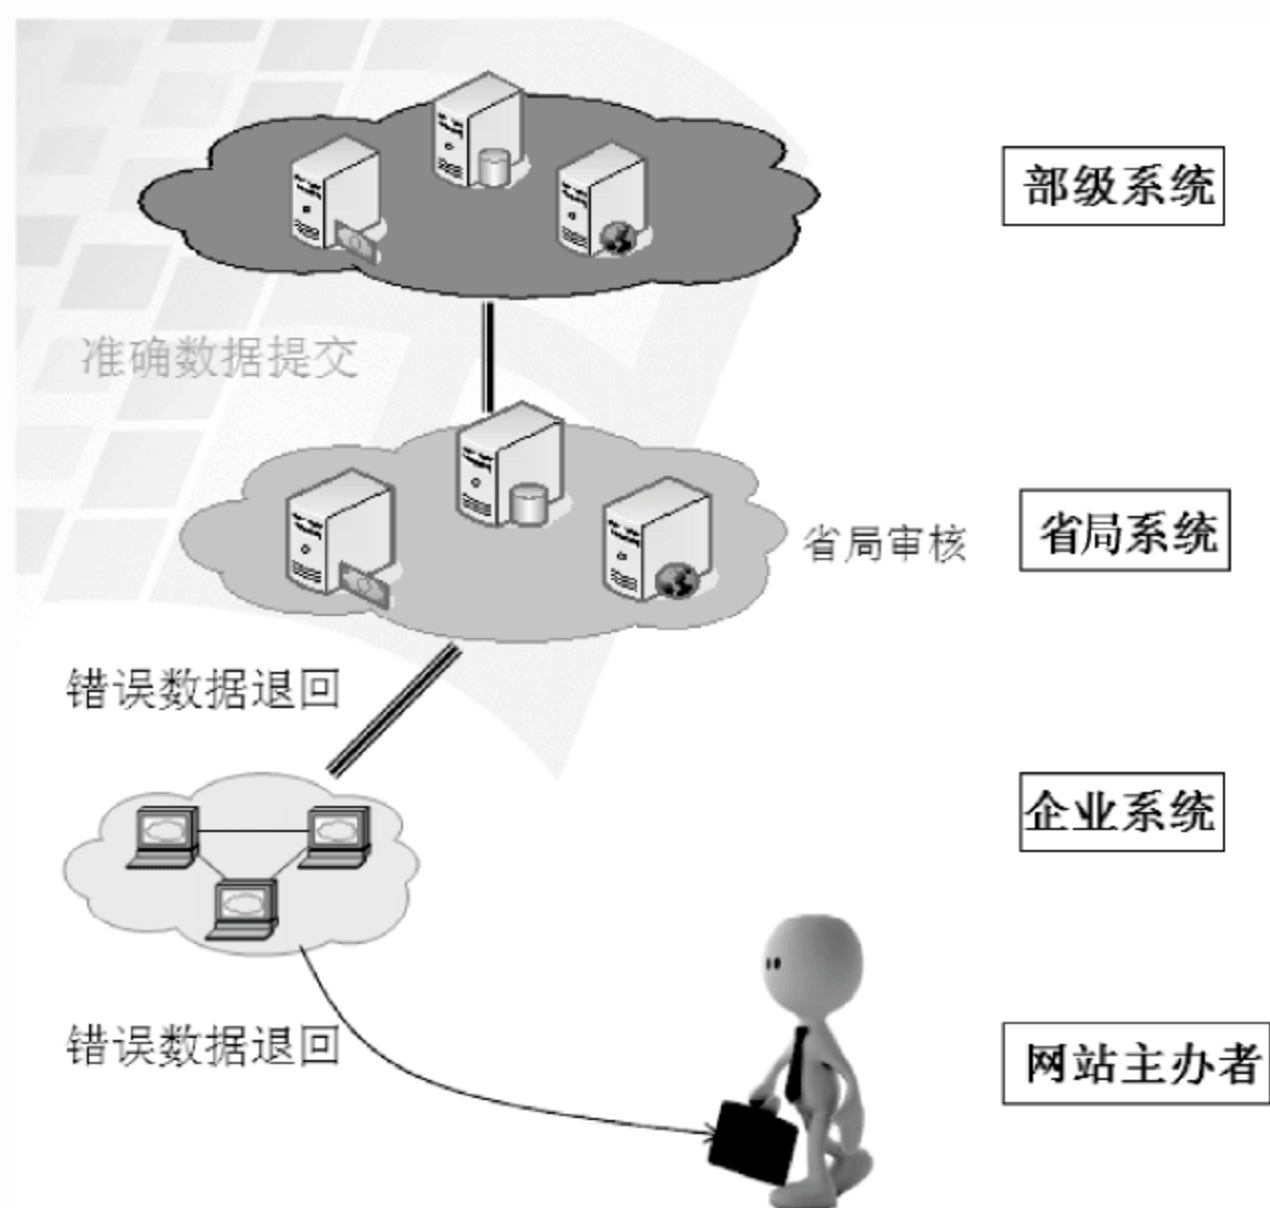 部级系统
准确数据提交
省局审核
省局系统
错误数据退回
企业系统
错误数据退回
网站主办者